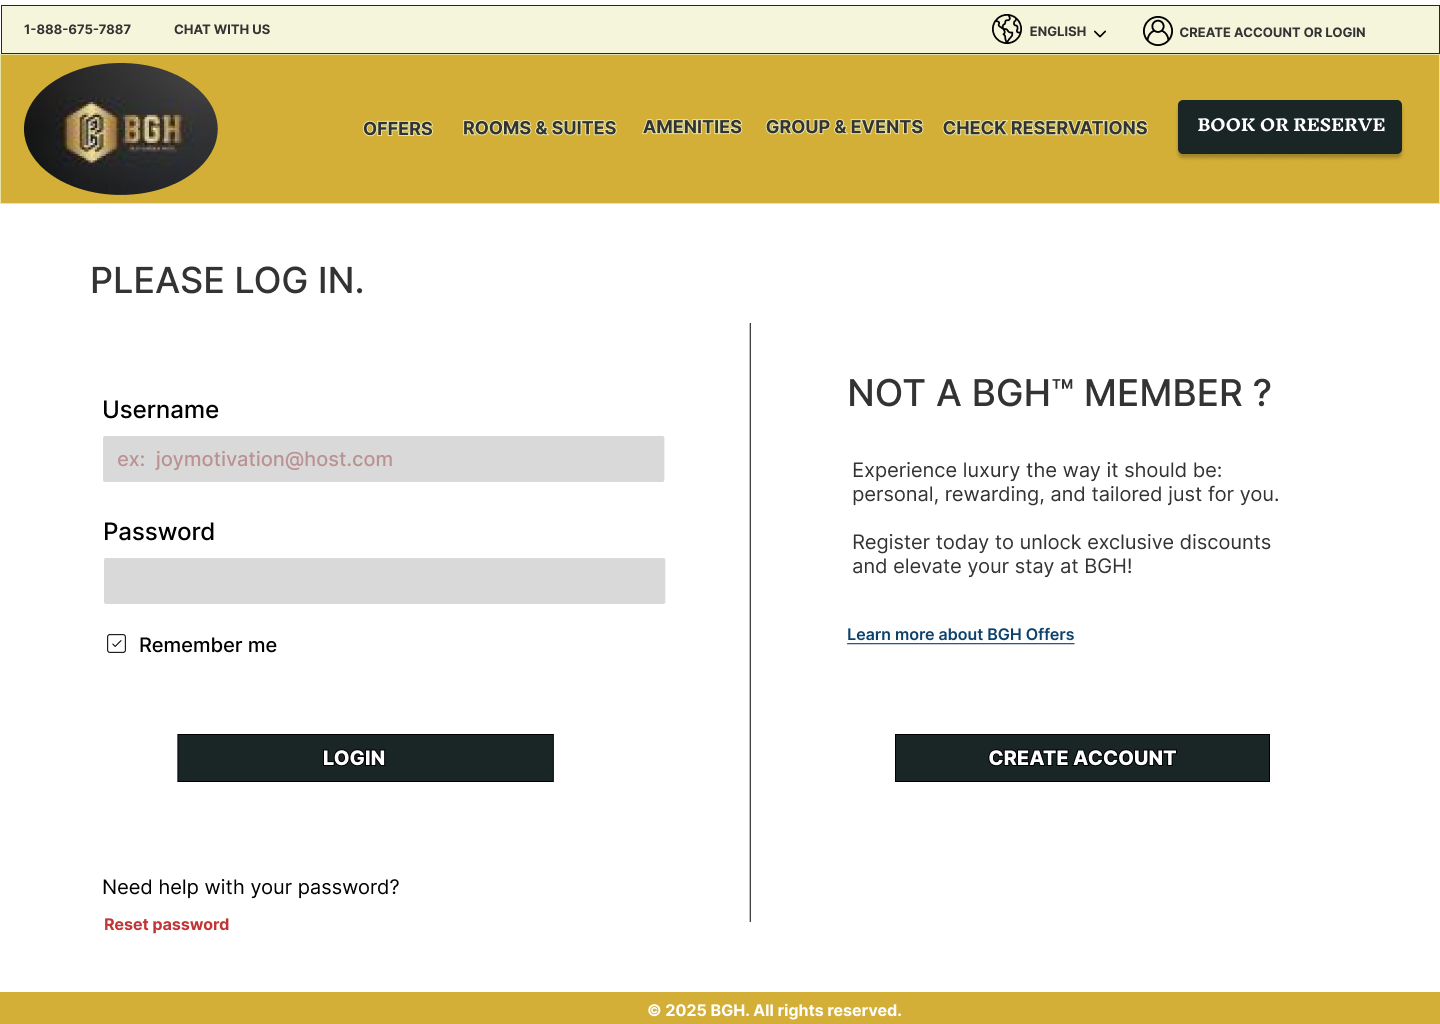 1-888-675-7887 CHAT WITH US ENGLISH CREATE ACCOUNT OR LOGIN
BGH
OFFERS ROOMS & SUITES AMENITIES GROUP & EVENTS CHECK RESERVATIONS BOOK OR RESERVE
PLEASE LOG IN.
Username
ex: joymotivation@host.com
Password
Remember me
LOGIN
Need help with your password?
Reset password
NOT A BGH™ MEMBER ?
Experience luxury the way it should be:
personal, rewarding, and tailored just for you.
Register today to unlock exclusive discounts
and elevate your stay at BGH!
Learn more about BGH Offers
CREATE ACCOUNT
© 2025 BGH. All rights reserved.